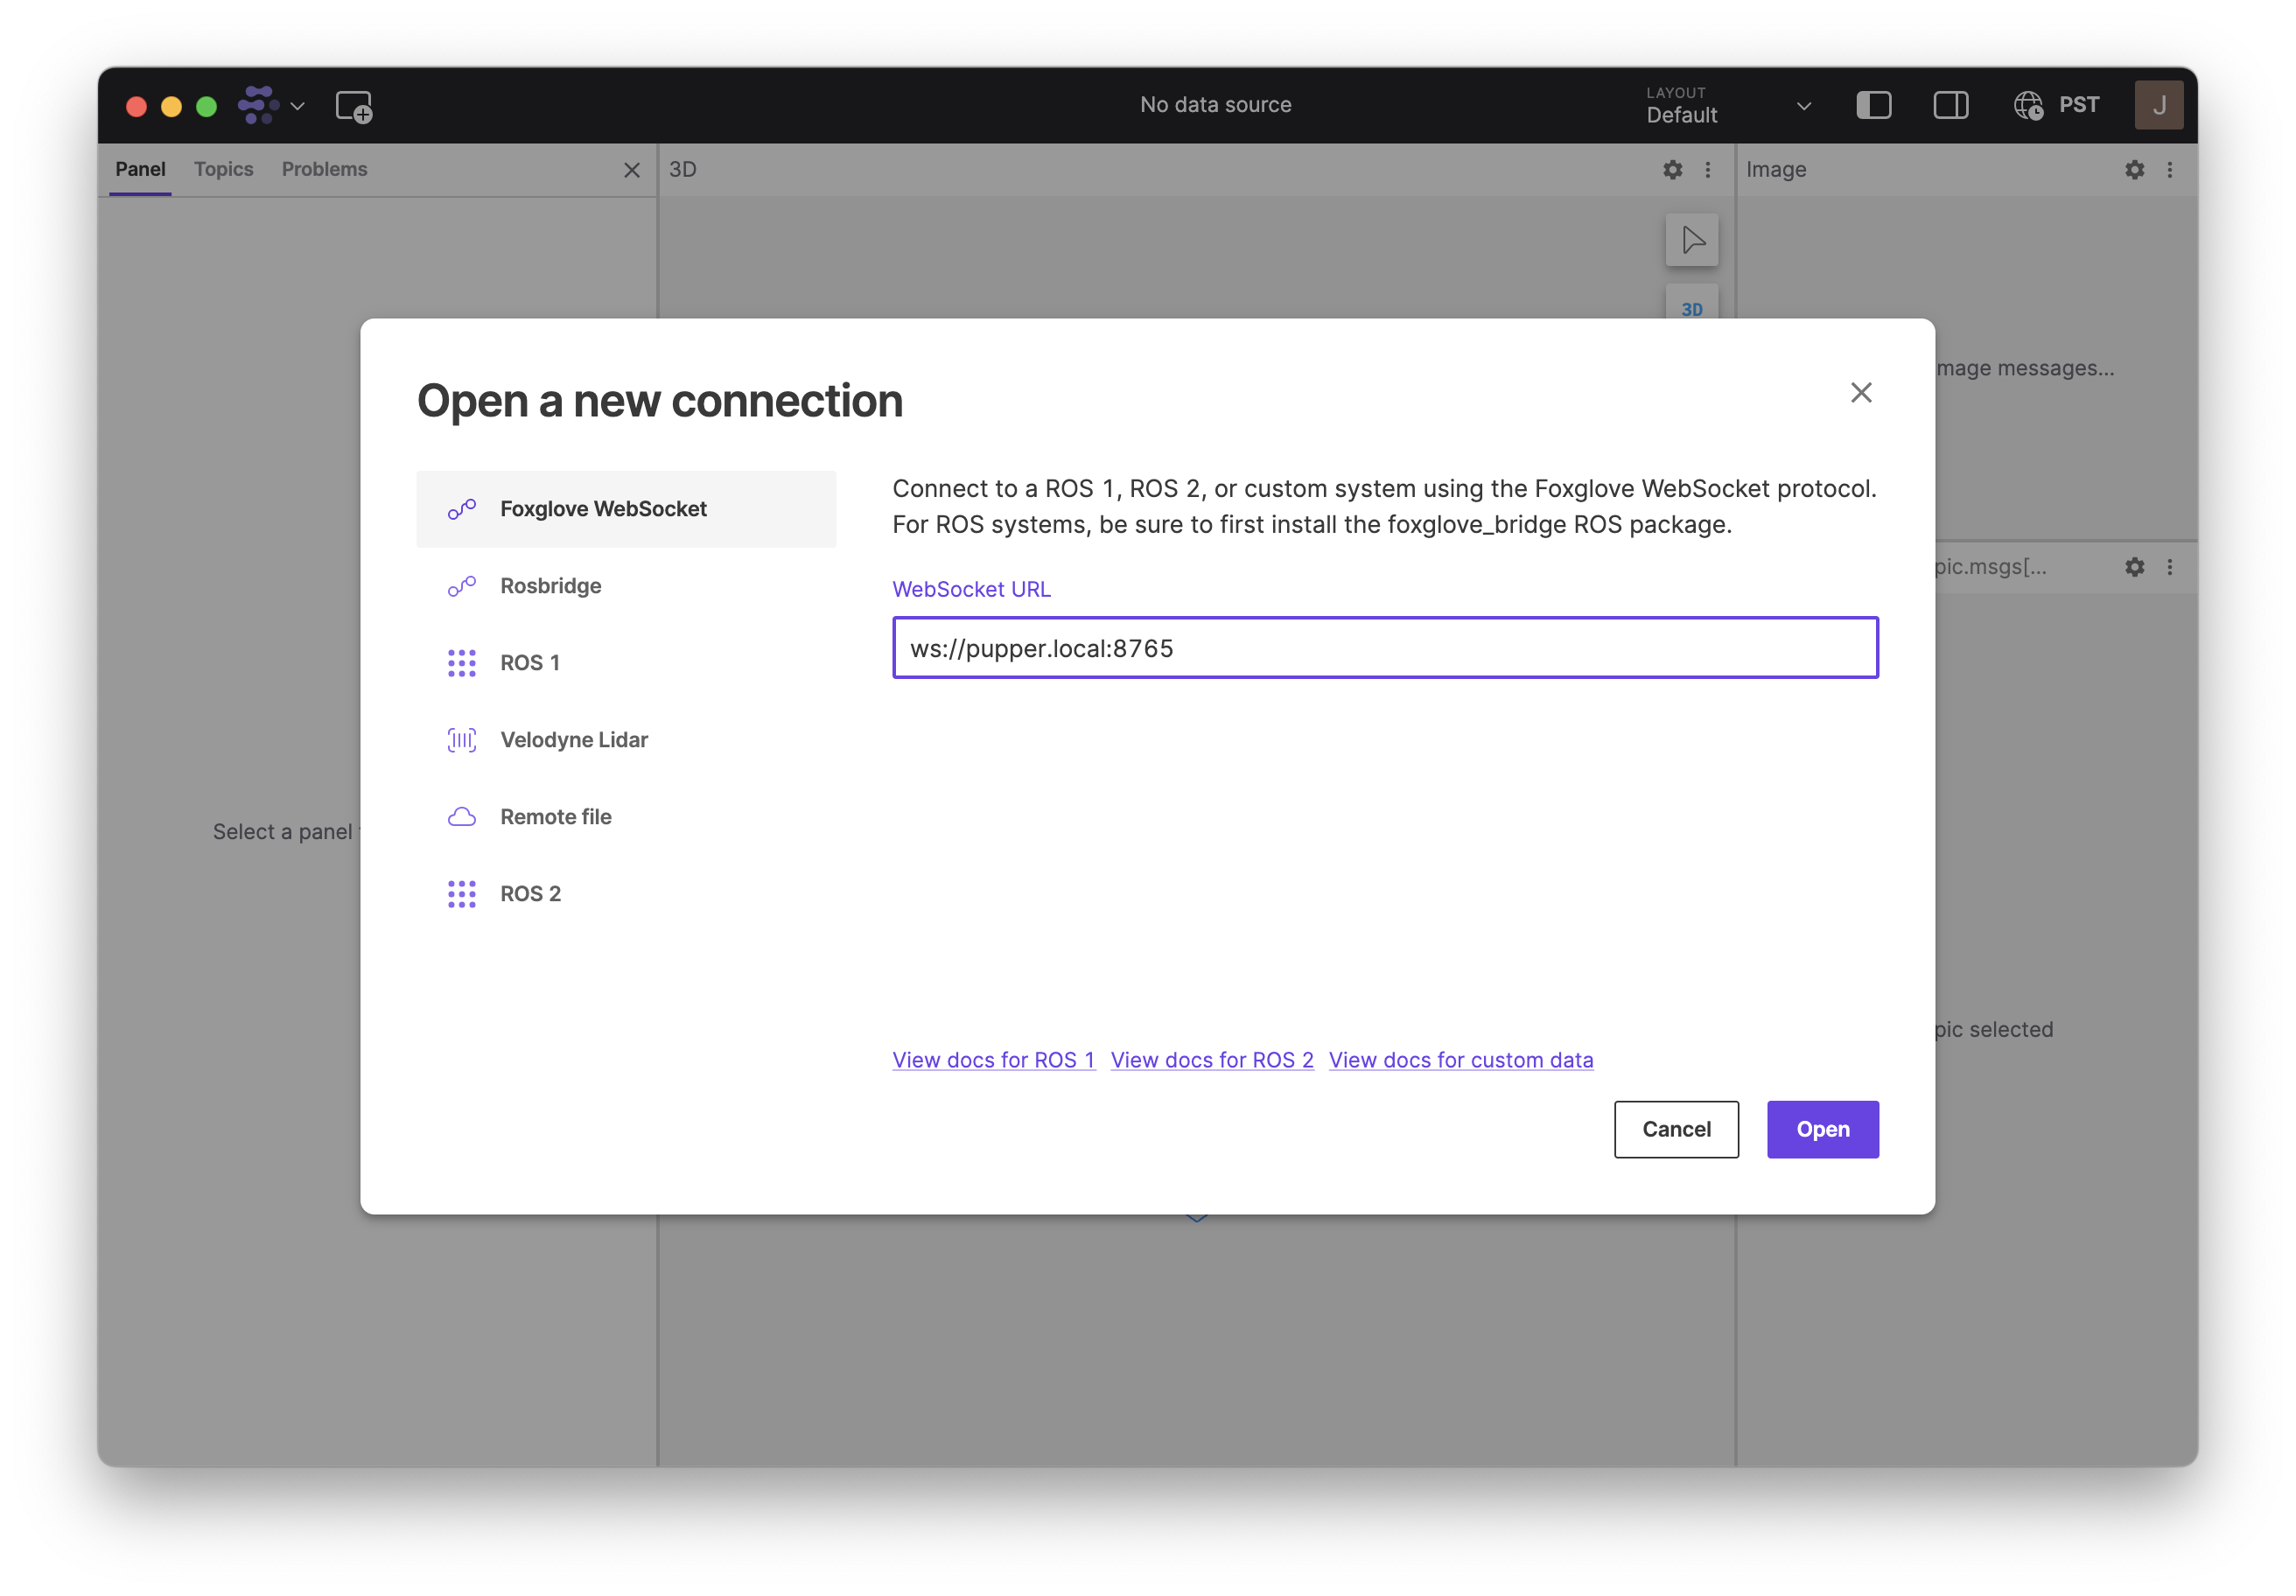 No data source
LAYOUT
Default
PST
J
Panel
Topics
Problems
3D
Image
3D
Open a new connection
mage messages...
Foxglove WebSocket
Rosbridge
ROS 1
Velodyne Lidar
Remote file
ROS 2
Connect to a ROS 1, ROS 2, or custom system using the Foxglove WebSocket protocol.
For ROS systems, be sure to first install the foxglove_bridge ROS package.
WebSocket URL
ws://pupper.local:8765
pic.msgs[...
Select a panel
pic selected
View docs for ROS 1 View docs for ROS 2 View docs for custom data
Cancel
Open